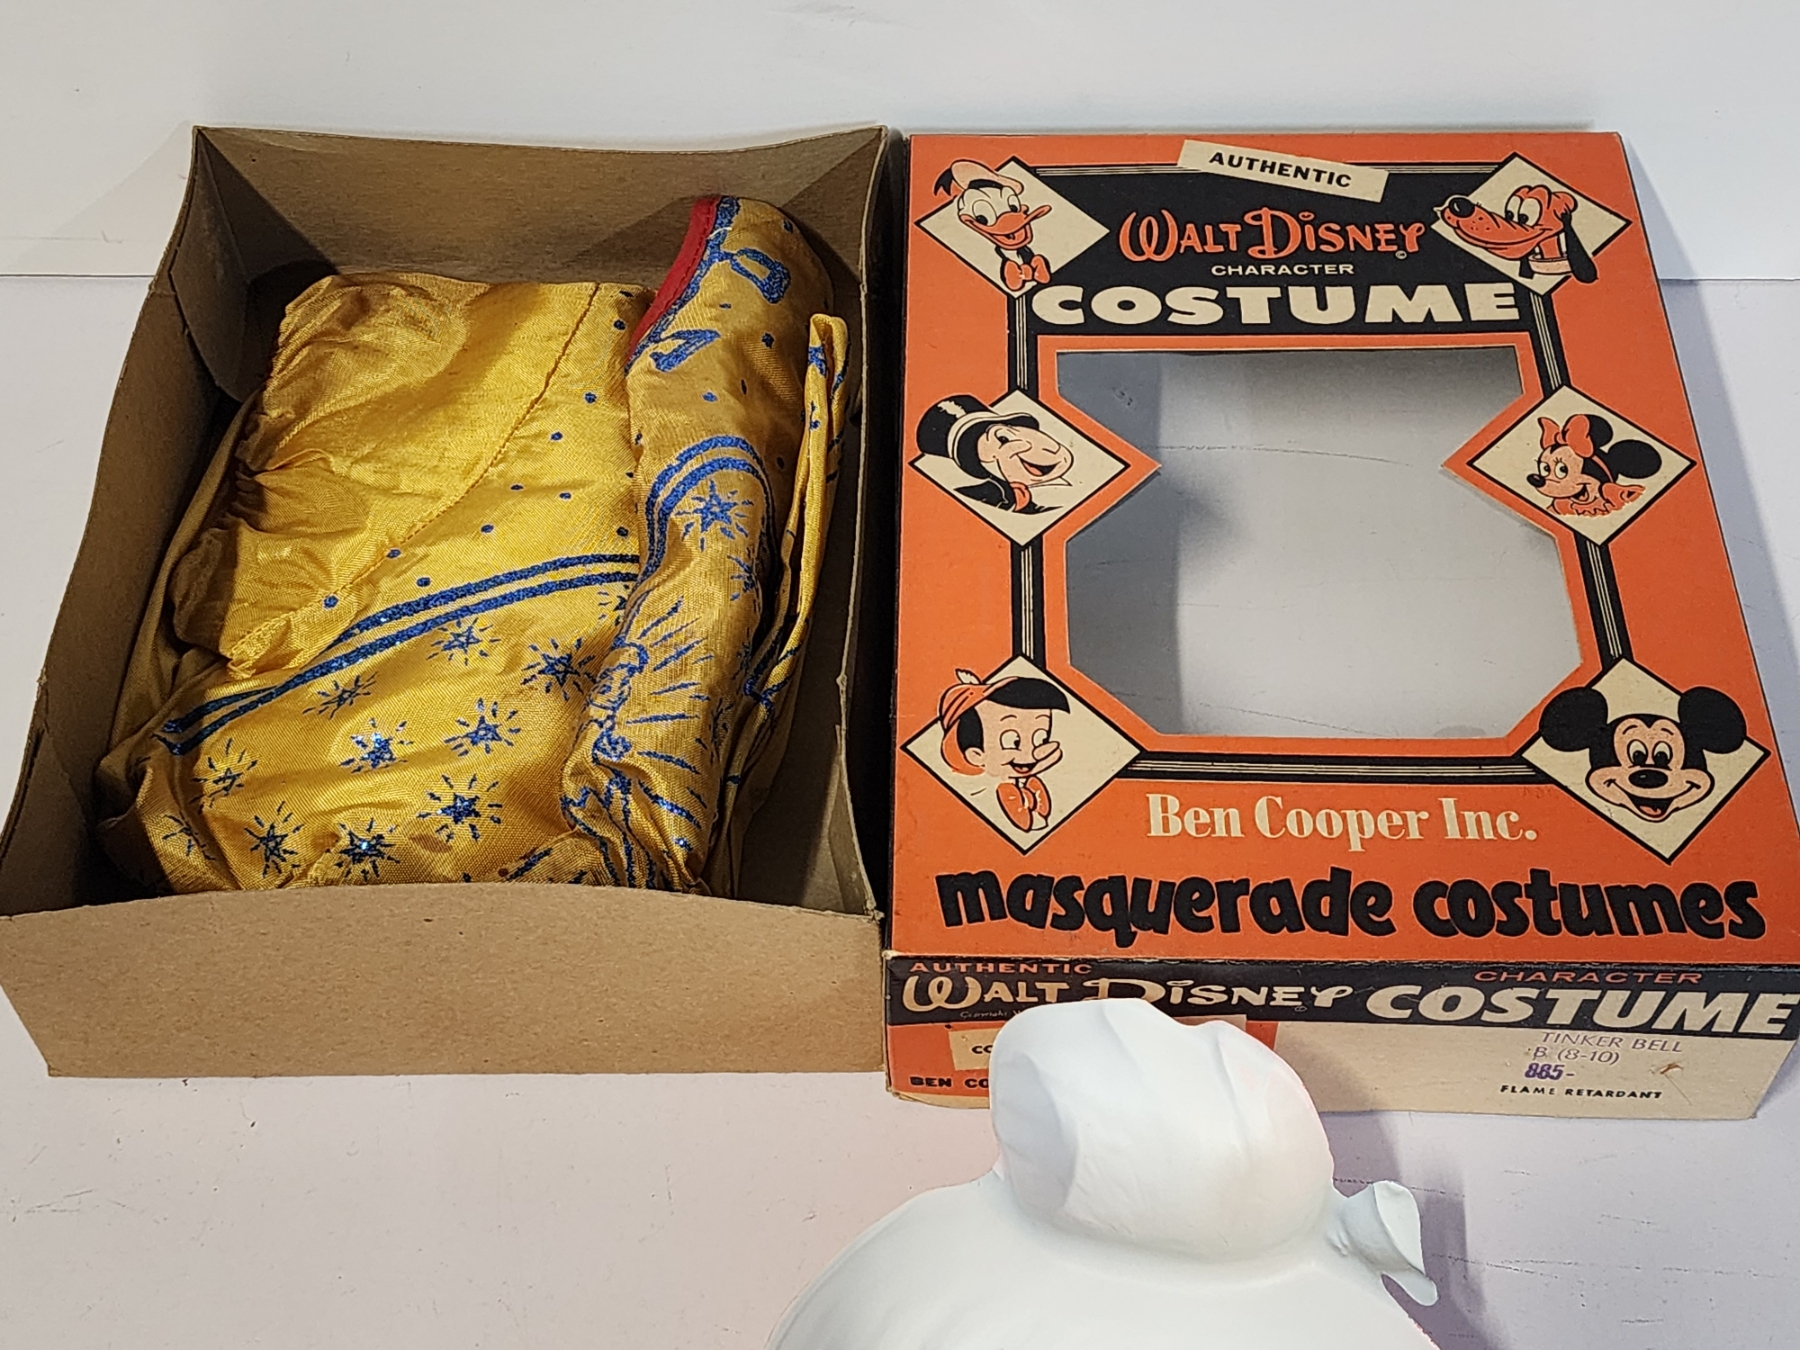 AUTHENTIC
WALT DISNEY
CHARACTER
COSTUME
Ben Cooper Inc.
masquerade costumes
AUTHENTIC
CHARACTER
WALT DISNEY COSTUME
TINKER BELL
B (8-10)
885-
FLAME RETARDANT
BEN